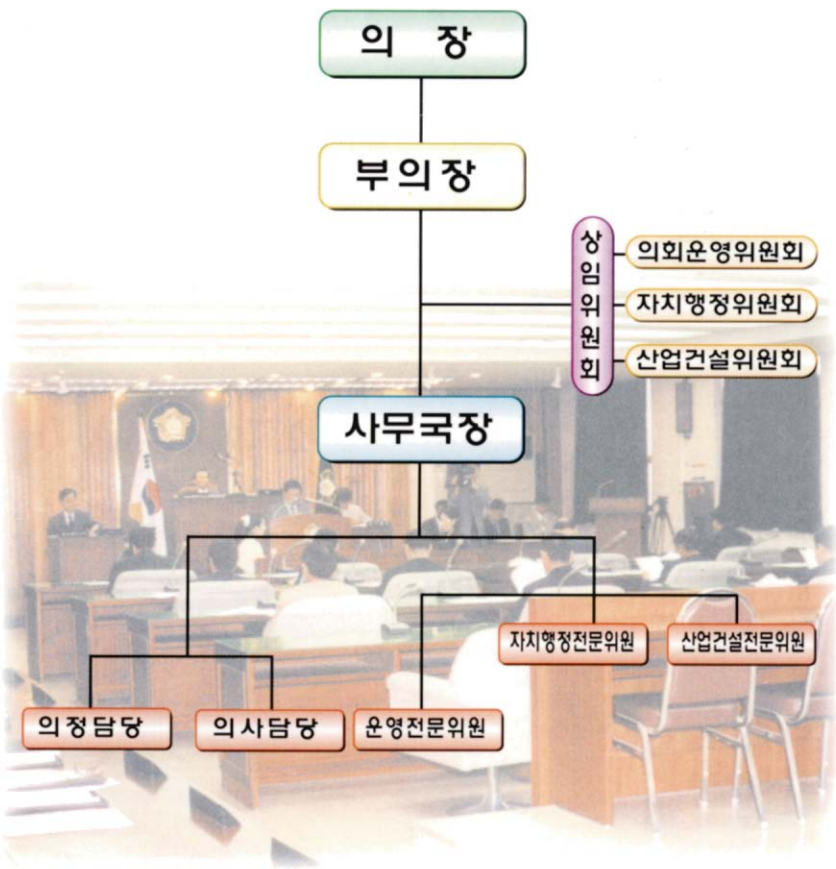 의 장
부의장
상임위원회
의회운영위원회
자치행정위원회
산업건설위원회
사무국장
자치행정전문위원
산업건설전문위원
의정담당
의사담당
운영전문위원